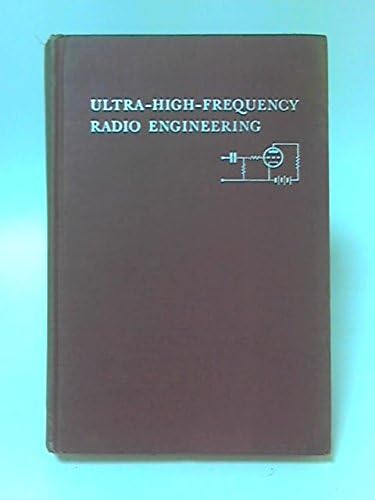 ULTRA-HIGH-FREQUENCY
RADIO ENGINEERING